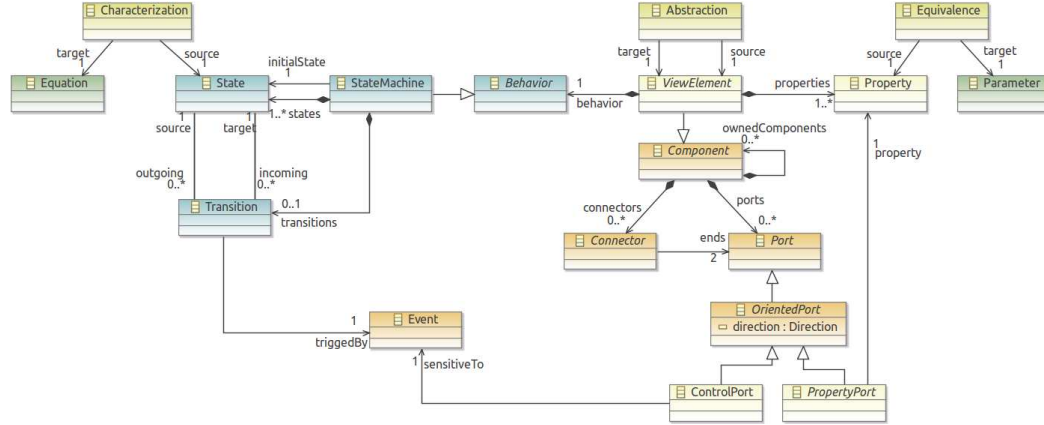 Characterization
Abstraction
Equivalence
target
1
source
1
initialState
1
target
1
source
1
source
1
target
1
Equation
State
StateMachine
Behavior
ViewElement
properties
1..*
Property
Parameter
1
behavior
1..* states
1
source
1
target
ownedComponents
0..*
Component
1
property
outgoing
0..*
incoming
0..*
Transition
0..1
transitions
connectors
0..*
ports
0..*
Connector
ends
2
Port
OrientedPort
direction : Direction
Event
1
triggedBy
1
sensitiveTo
ControlPort
PropertyPort